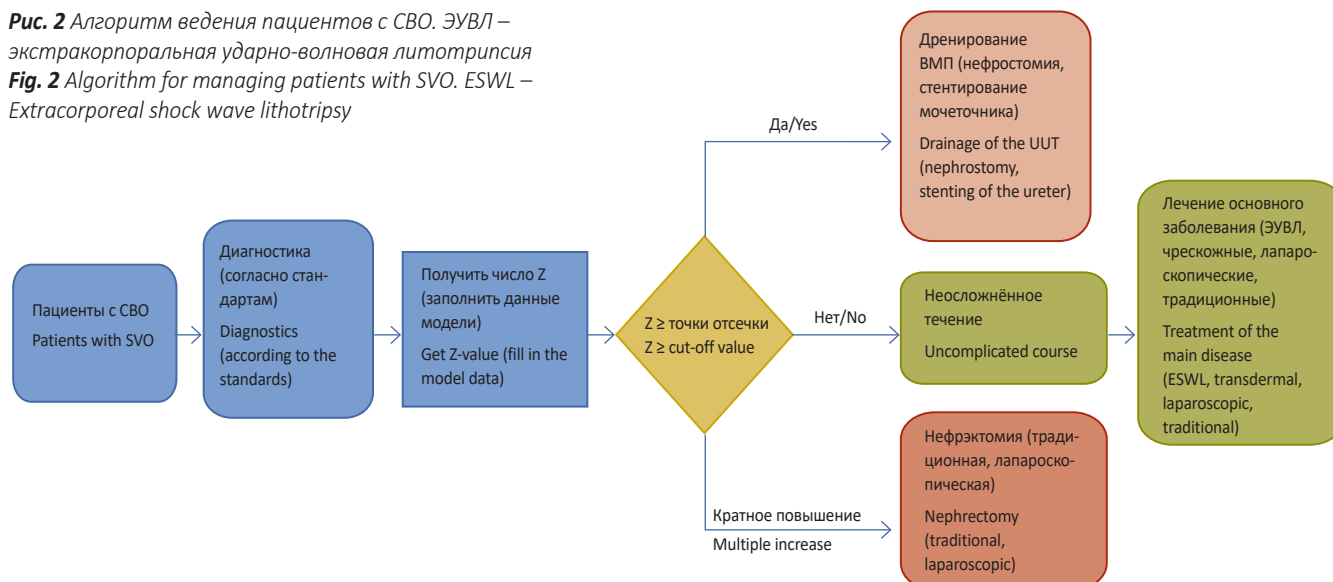 Рис. 2 Алгоритм ведения пациентов с СВО. ЭУВЛ –
экстракорпоральная ударно-волновая литотрипсия
Fig. 2 Algorithm for managing patients with SVO. ESWL –
Extracorporeal shock wave lithotripsy
Пациенты с СВО
Patients with SVO
Диагностика
(согласно стан-
дартам)
Diagnostics
(according to the
standards)
Получить число Z
(заполнить данные
модели)
Get Z-value (fill in the
model data)
Z ≥ точки отсечки
Z ≥ cut-off value
Да/Yes
Дренирование
ВМП (нефростомия,
стентирование
мочеточника)
Drainage of the UUT
(nephrostomy,
stenting of the ureter)
Нет/No
Неосложнённое
течение
Uncomplicated course
Кратное повышение
Multiple increase
Нефрэктомия (тради-
ционная, лапароско-
пическая)
Nephrectomy
(traditional,
laparoscopic)
Лечение основного
заболевания (ЭУВЛ,
чрескожные, лапаро-
скопические,
традиционные)
Treatment of the
main disease
(ESWL, transdermal,
laparoscopic,
traditional)